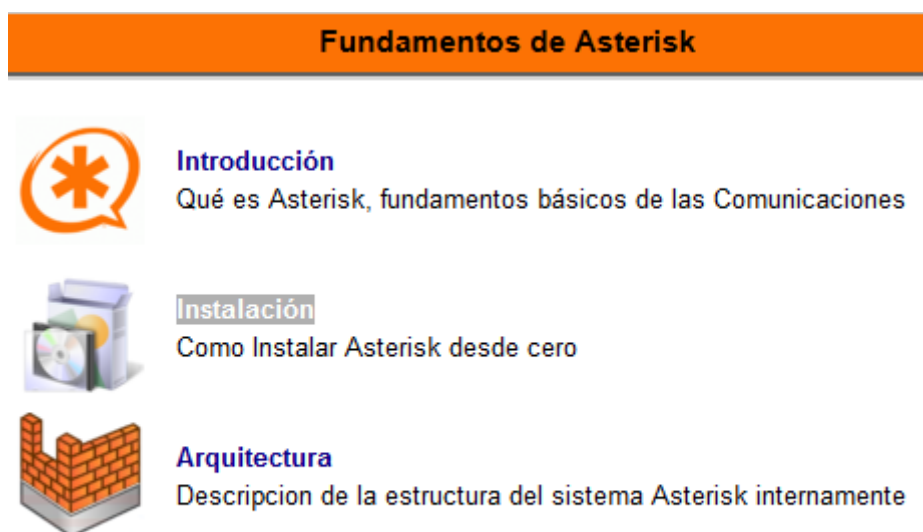 Fundamentos de Asterisk
Introducción
Qué es Asterisk, fundamentos básicos de las Comunicaciones
Instalación
Como Instalar Asterisk desde cero
Arquitectura
Descripcion de la estructura del sistema Asterisk internamente